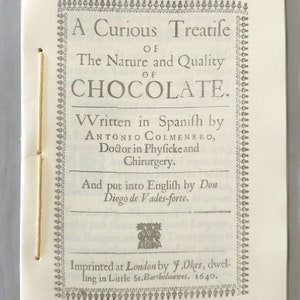 A Curious Treatiſe
OF
The Nature and Quality
OF
CHOCOLATE.
VVritten in Spaniſh by
ANTONIO COLMENERO,
Doctor in Phyſicke and
Chirurgery.
And put into Engliſh by Don
Diego de Vades-forte.
Imprinted at London by J. Okes, dwel-
ling in Little St. Bartholmewes. 1640.